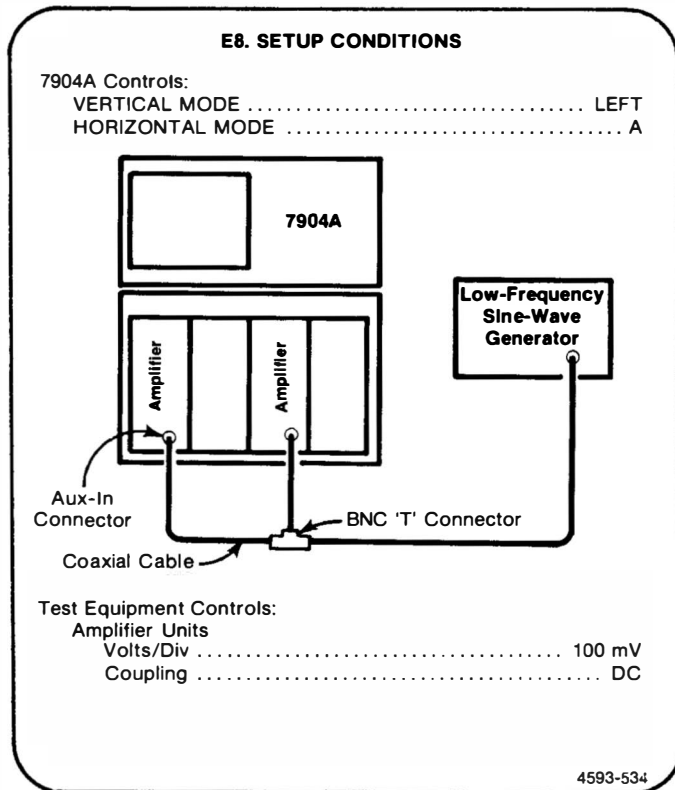 E8. SETUP CONDITIONS
7904A Controls:
VERTICAL MODE ................................. LEFT
HORIZONTAL MODE ................................. A
7904A
Low-Frequency
Sine-Wave
Generator
Amplifier
Amplifier
Aux-In
Connector
BNC 'T' Connector
Coaxial Cable
Test Equipment Controls:
Amplifier Units
Volts/Div ..................................... 100 mV
Coupling ........................................ DC
4593-534